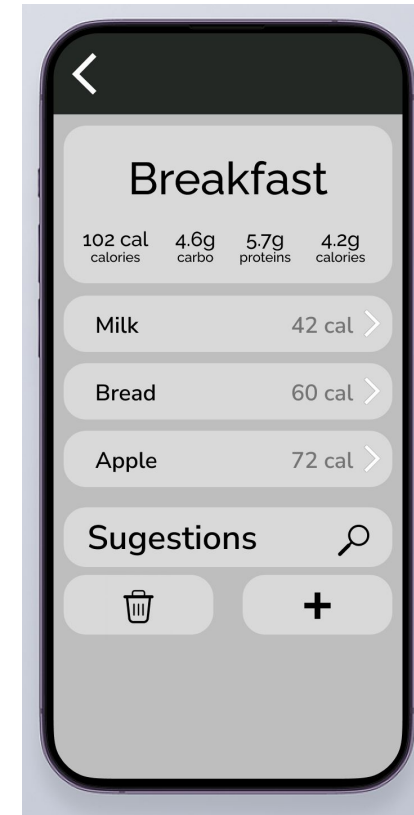 Breakfast
102 cal 4.6g 5.7g 4.2g
calories carbo proteins calories
Milk 42 cal
Bread 60 cal
Apple 72 cal
Sugestions